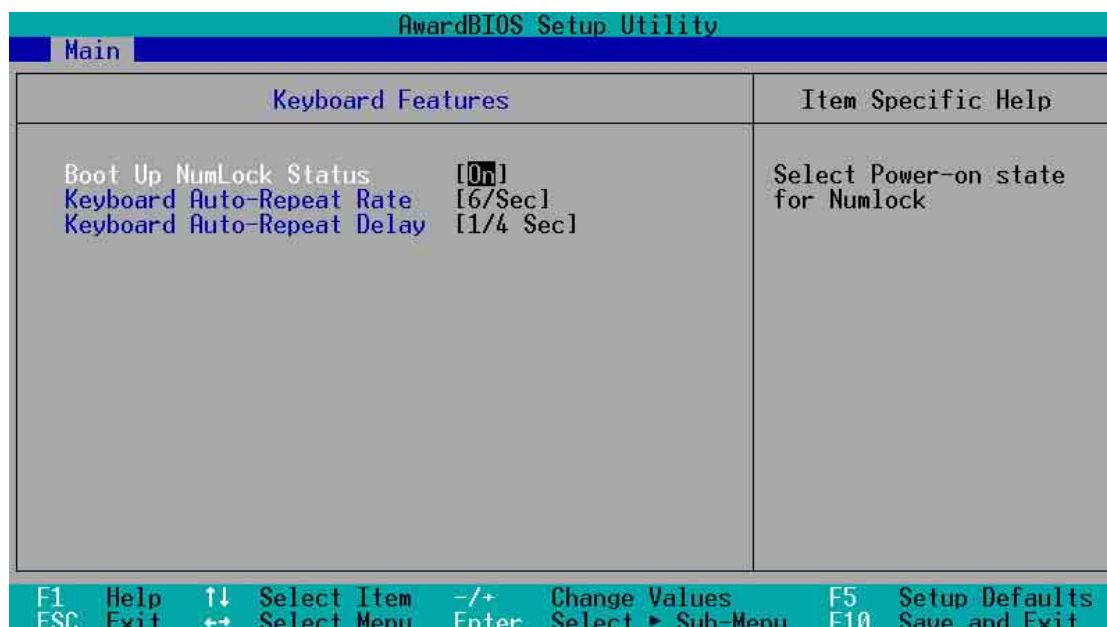 AwardBIOS Setup Utility
Main
Keyboard Features
Item Specific Help
Boot Up NumLock Status [On]
Keyboard Auto-Repeat Rate [6/Sec]
Keyboard Auto-Repeat Delay [1/4 Sec]
Select Power-on state
for Numlock
F1 Help ↑↓ Select Item -/+ Change Values F5 Setup Defaults
ESC Exit ←→ Select Menu Enter Select ► Sub-Menu F10 Save and Exit